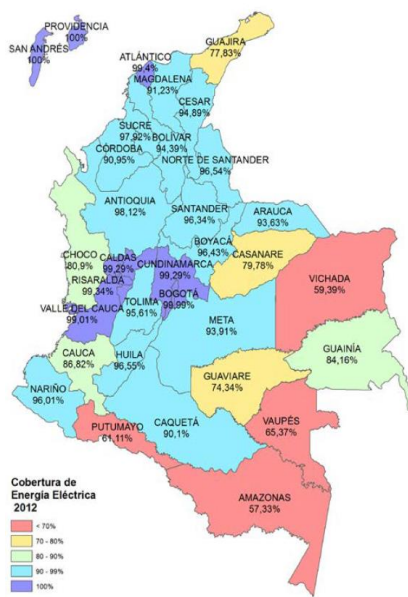 PROVIDENCIA
100%
SAN ANDRÉS
100%
GUAJIRA
77,83%
ATLÁNTICO
99,4%
MAGDALENA
91,23%
CESAR
94,89%
SUCRE
97,92%
BOLÍVAR
94,39%
CÓRDOBA
90,95%
NORTE DE SANTANDER
96,54%
ANTIOQUIA
98,12%
SANTANDER
96,34%
ARAUCA
93,63%
BOYACÁ
96,43%
CASANARE
79,78%
CHOCO
80,9%
CALDAS
99,29%
CUNDINAMARCA
99,29%
RISARALDA
99,34%
VICHADA
59,39%
VALLE DEL CAUCA
99,01%
TOLIMA
95,61%
BOGOTÁ
99,99%
META
93,91%
GUAINÍA
84,16%
CAUCA
86,82%
HUILA
96,55%
GUAVIARE
74,34%
NARIÑO
96,01%
VAUPÉS
65,37%
PUTUMAYO
61,11%
CAQUETÁ
90,1%
AMAZONAS
57,33%
Cobertura de
Energía Eléctrica
2012
< 70%
70 - 80%
80 - 90%
90 - 99%
100%